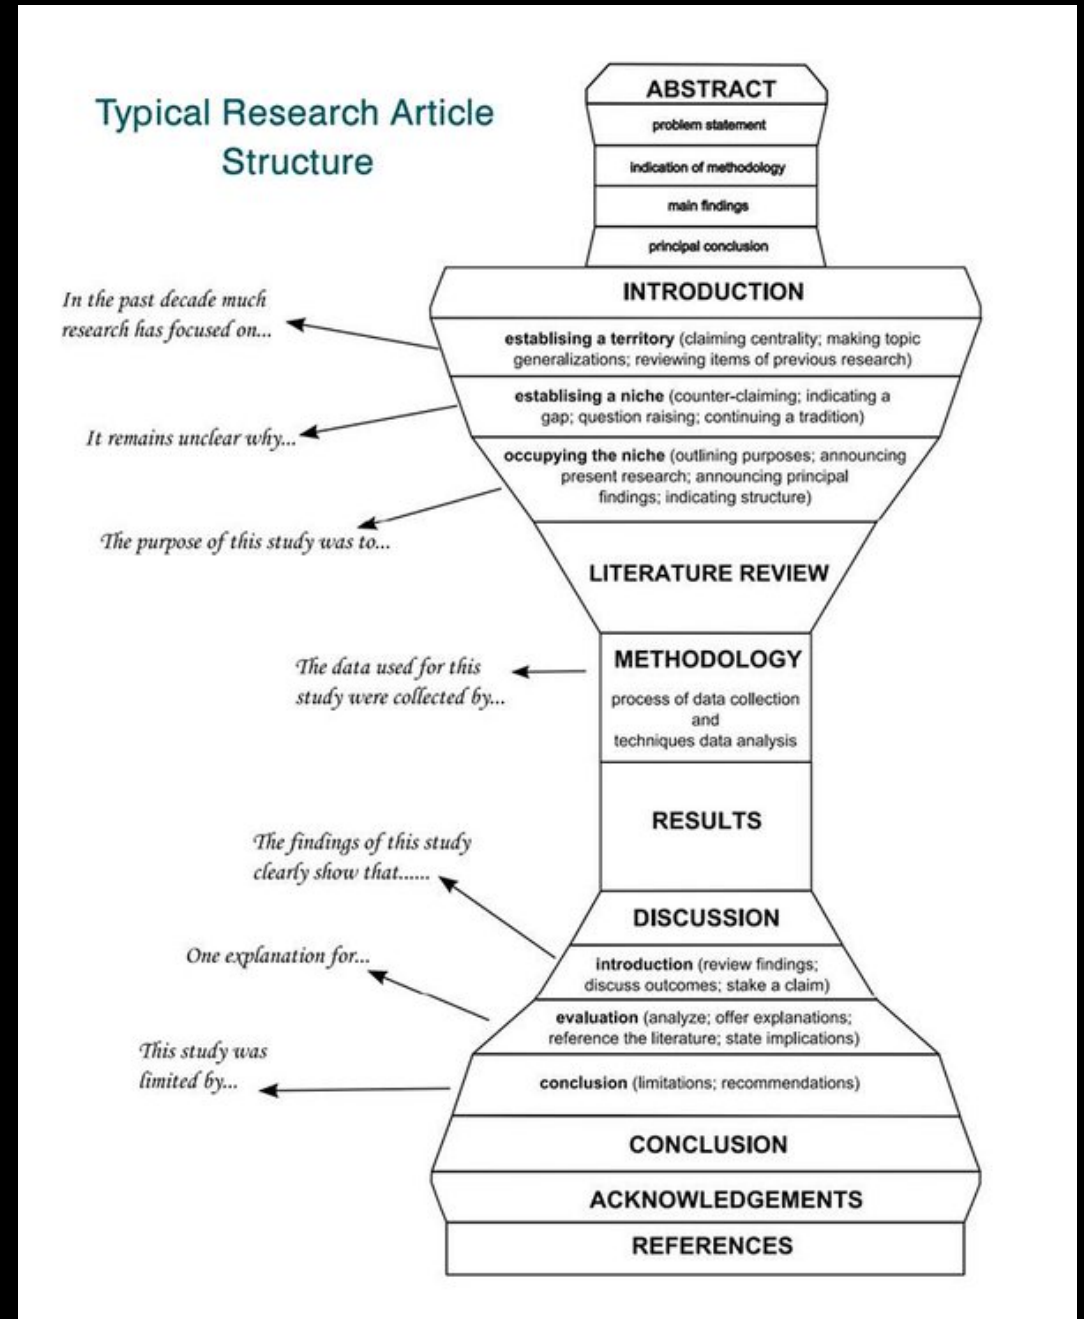 Typical Research Article
Structure
ABSTRACT
problem statement
indication of methodology
main findings
principal conclusion
INTRODUCTION
In the past decade much
research has focused on...
establising a territory (claiming centrality; making topic
generalizations; reviewing items of previous research)
establising a niche (counter-claiming; indicating a
gap; question raising; continuing a tradition)
It remains unclear why...
occupying the niche (outlining purposes; announcing
present research; announcing principal
findings; indicating structure)
The purpose of this study was to...
LITERATURE REVIEW
METHODOLOGY
The data used for this
study were collected by...
process of data collection
and
techniques data analysis
RESULTS
The findings of this study
clearly show that......
DISCUSSION
introduction (review findings;
discuss outcomes; stake a claim)
One explanation for...
evaluation (analyze; offer explanations;
reference the literature; state implications)
This study was
limited by...
conclusion (limitations; recommendations)
CONCLUSION
ACKNOWLEDGEMENTS
REFERENCES